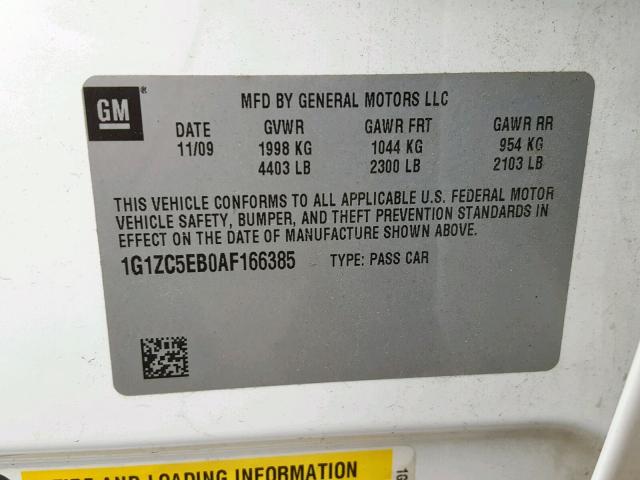 GM ®
MFD BY GENERAL MOTORS LLC
DATE GVWR GAWR FRT GAWR RR
11/09 1998 KG 1044 KG 954 KG
4403 LB 2300 LB 2103 LB
THIS VEHICLE CONFORMS TO ALL APPLICABLE U.S. FEDERAL MOTOR
VEHICLE SAFETY, BUMPER, AND THEFT PREVENTION STANDARDS IN
EFFECT ON THE DATE OF MANUFACTURE SHOWN ABOVE.
1G1ZC5EB0AF166385 TYPE: PASS CAR
TIRE AND LOADING INFORMATION
1G